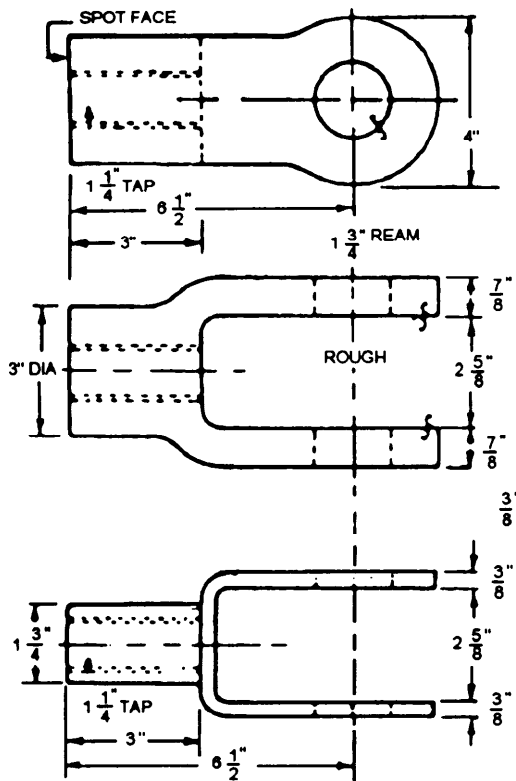 SPOT FACE
4"
1 1/4" TAP
6 1/2"
3"
1 3/4" REAM
7/8"
3" DIA
ROUGH
2 5/8"
7/8"
3/8"
3/8"
1 3/4"
2 5/8"
1 1/4" TAP
3/8"
3"
6 1/2"